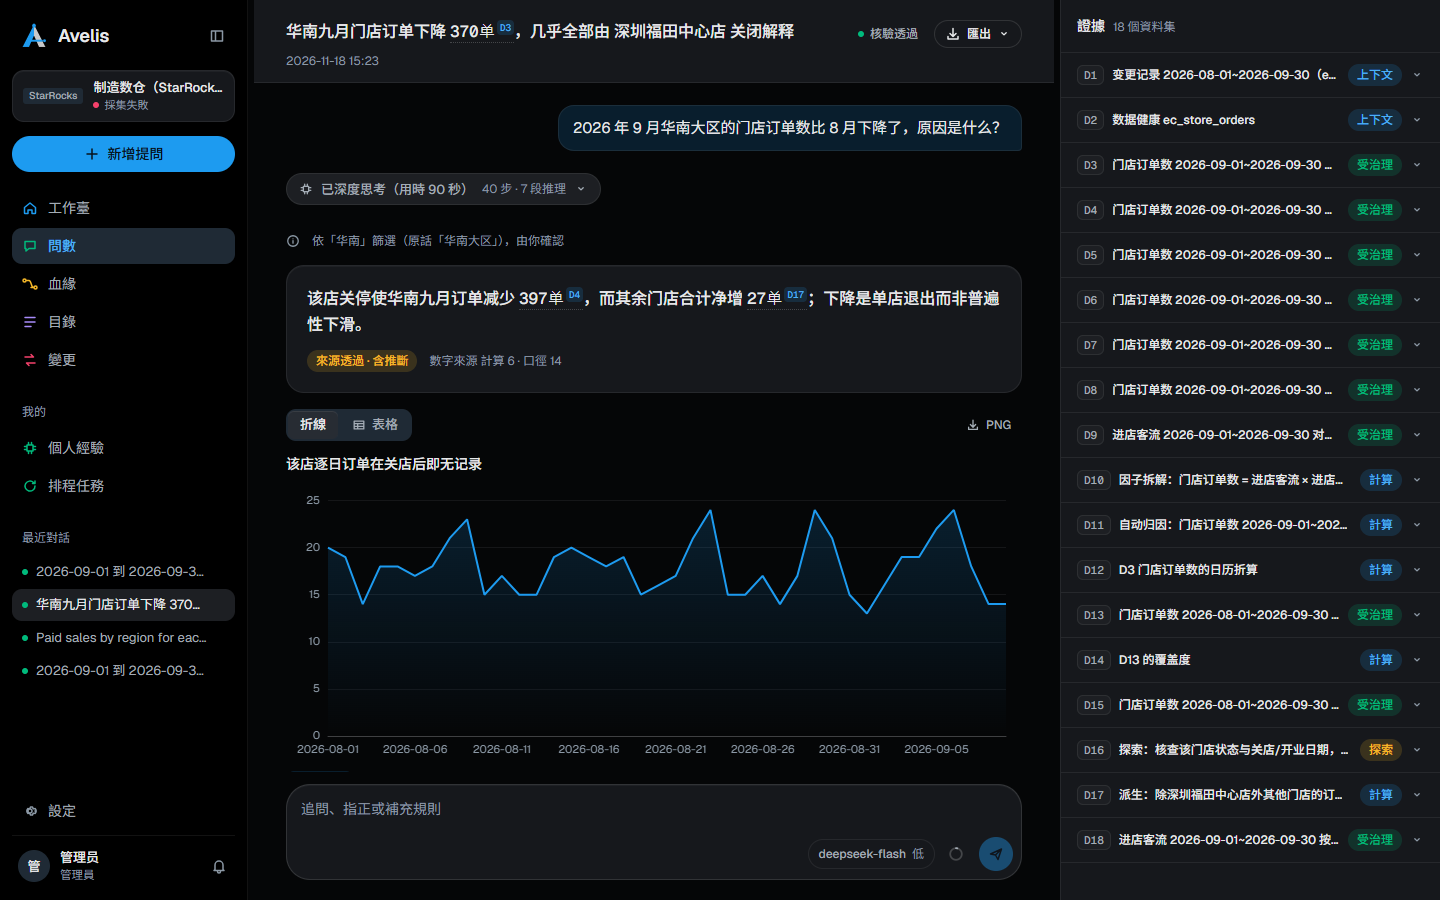 Avelis
StarRocks
制造数仓（StarRock...
採集失敗
新增提問
工作臺
問數
血緣
目錄
變更
我的
個人經驗
排程任務
最近對話
2026-09-01 到 2026-09-3...
华南九月门店订单下降 370...
Paid sales by region for eac...
2026-09-01 到 2026-09-3...
設定
管
管理员
管理員
华南九月门店订单下降 370单 D3，几乎全部由 深圳福田中心店 关闭解释
2026-11-18 15:23
核驗透過
匯出
2026 年 9 月华南大区的门店订单数比 8 月下降了，原因是什么？
已深度思考（用時 90 秒） 40 步 · 7 段推理
依「华南」篩選（原話「华南大区」），由你確認
该店关停使华南九月订单减少 397单 D4，而其余门店合计净增 27单 D17；下降是单店退出而非普遍
性下滑。
來源透過 · 含推斷 數字來源 計算 6 · 口徑 14
折線 表格
PNG
该店逐日订单在关店后即无记录
25
20
15
10
5
0
2026-08-01 2026-08-06 2026-08-11 2026-08-16 2026-08-21 2026-08-26 2026-08-31 2026-09-05
追問、指正或補充規則
deepseek-flash 低
證據 18 個資料集
D1 变更记录 2026-08-01~2026-09-30（e... 上下文
D2 数据健康 ec_store_orders 上下文
D3 门店订单数 2026-09-01~2026-09-30 ... 受治理
D4 门店订单数 2026-09-01~2026-09-30 ... 受治理
D5 门店订单数 2026-09-01~2026-09-30 ... 受治理
D6 门店订单数 2026-09-01~2026-09-30 ... 受治理
D7 门店订单数 2026-09-01~2026-09-30 ... 受治理
D8 门店订单数 2026-09-01~2026-09-30 ... 受治理
D9 进店客流 2026-09-01~2026-09-30 对... 受治理
D10 因子拆解：门店订单数 = 进店客流 × 进店... 計算
D11 自动归因：门店订单数 2026-09-01~202... 計算
D12 D3 门店订单数的日历折算 計算
D13 门店订单数 2026-08-01~2026-09-30 ... 受治理
D14 D13 的覆盖度 計算
D15 门店订单数 2026-08-01~2026-09-30 ... 受治理
D16 探索：核查该门店状态与关店/开业日期，... 探索
D17 派生：除深圳福田中心店外其他门店的订... 計算
D18 进店客流 2026-09-01~2026-09-30 按... 受治理